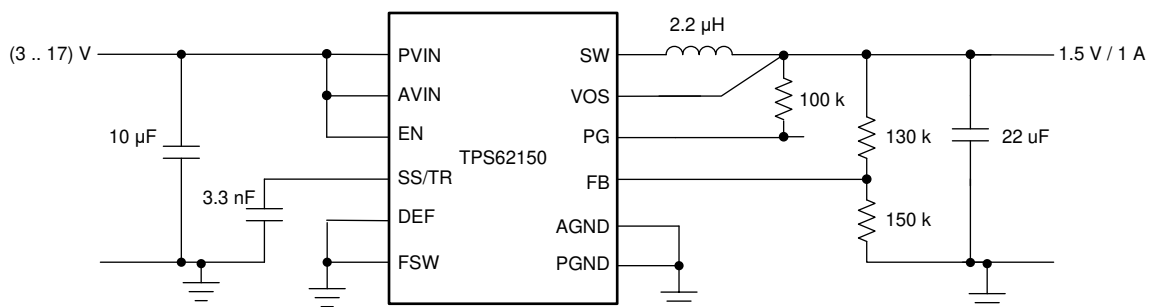 2.2 µH
(3 .. 17) V
PVIN
SW
1.5 V / 1 A
AVIN
VOS
100 k
10 µF
EN
PG
130 k
22 uF
TPS62150
3.3 nF
SS/TR
FB
DEF
AGND
150 k
FSW
PGND